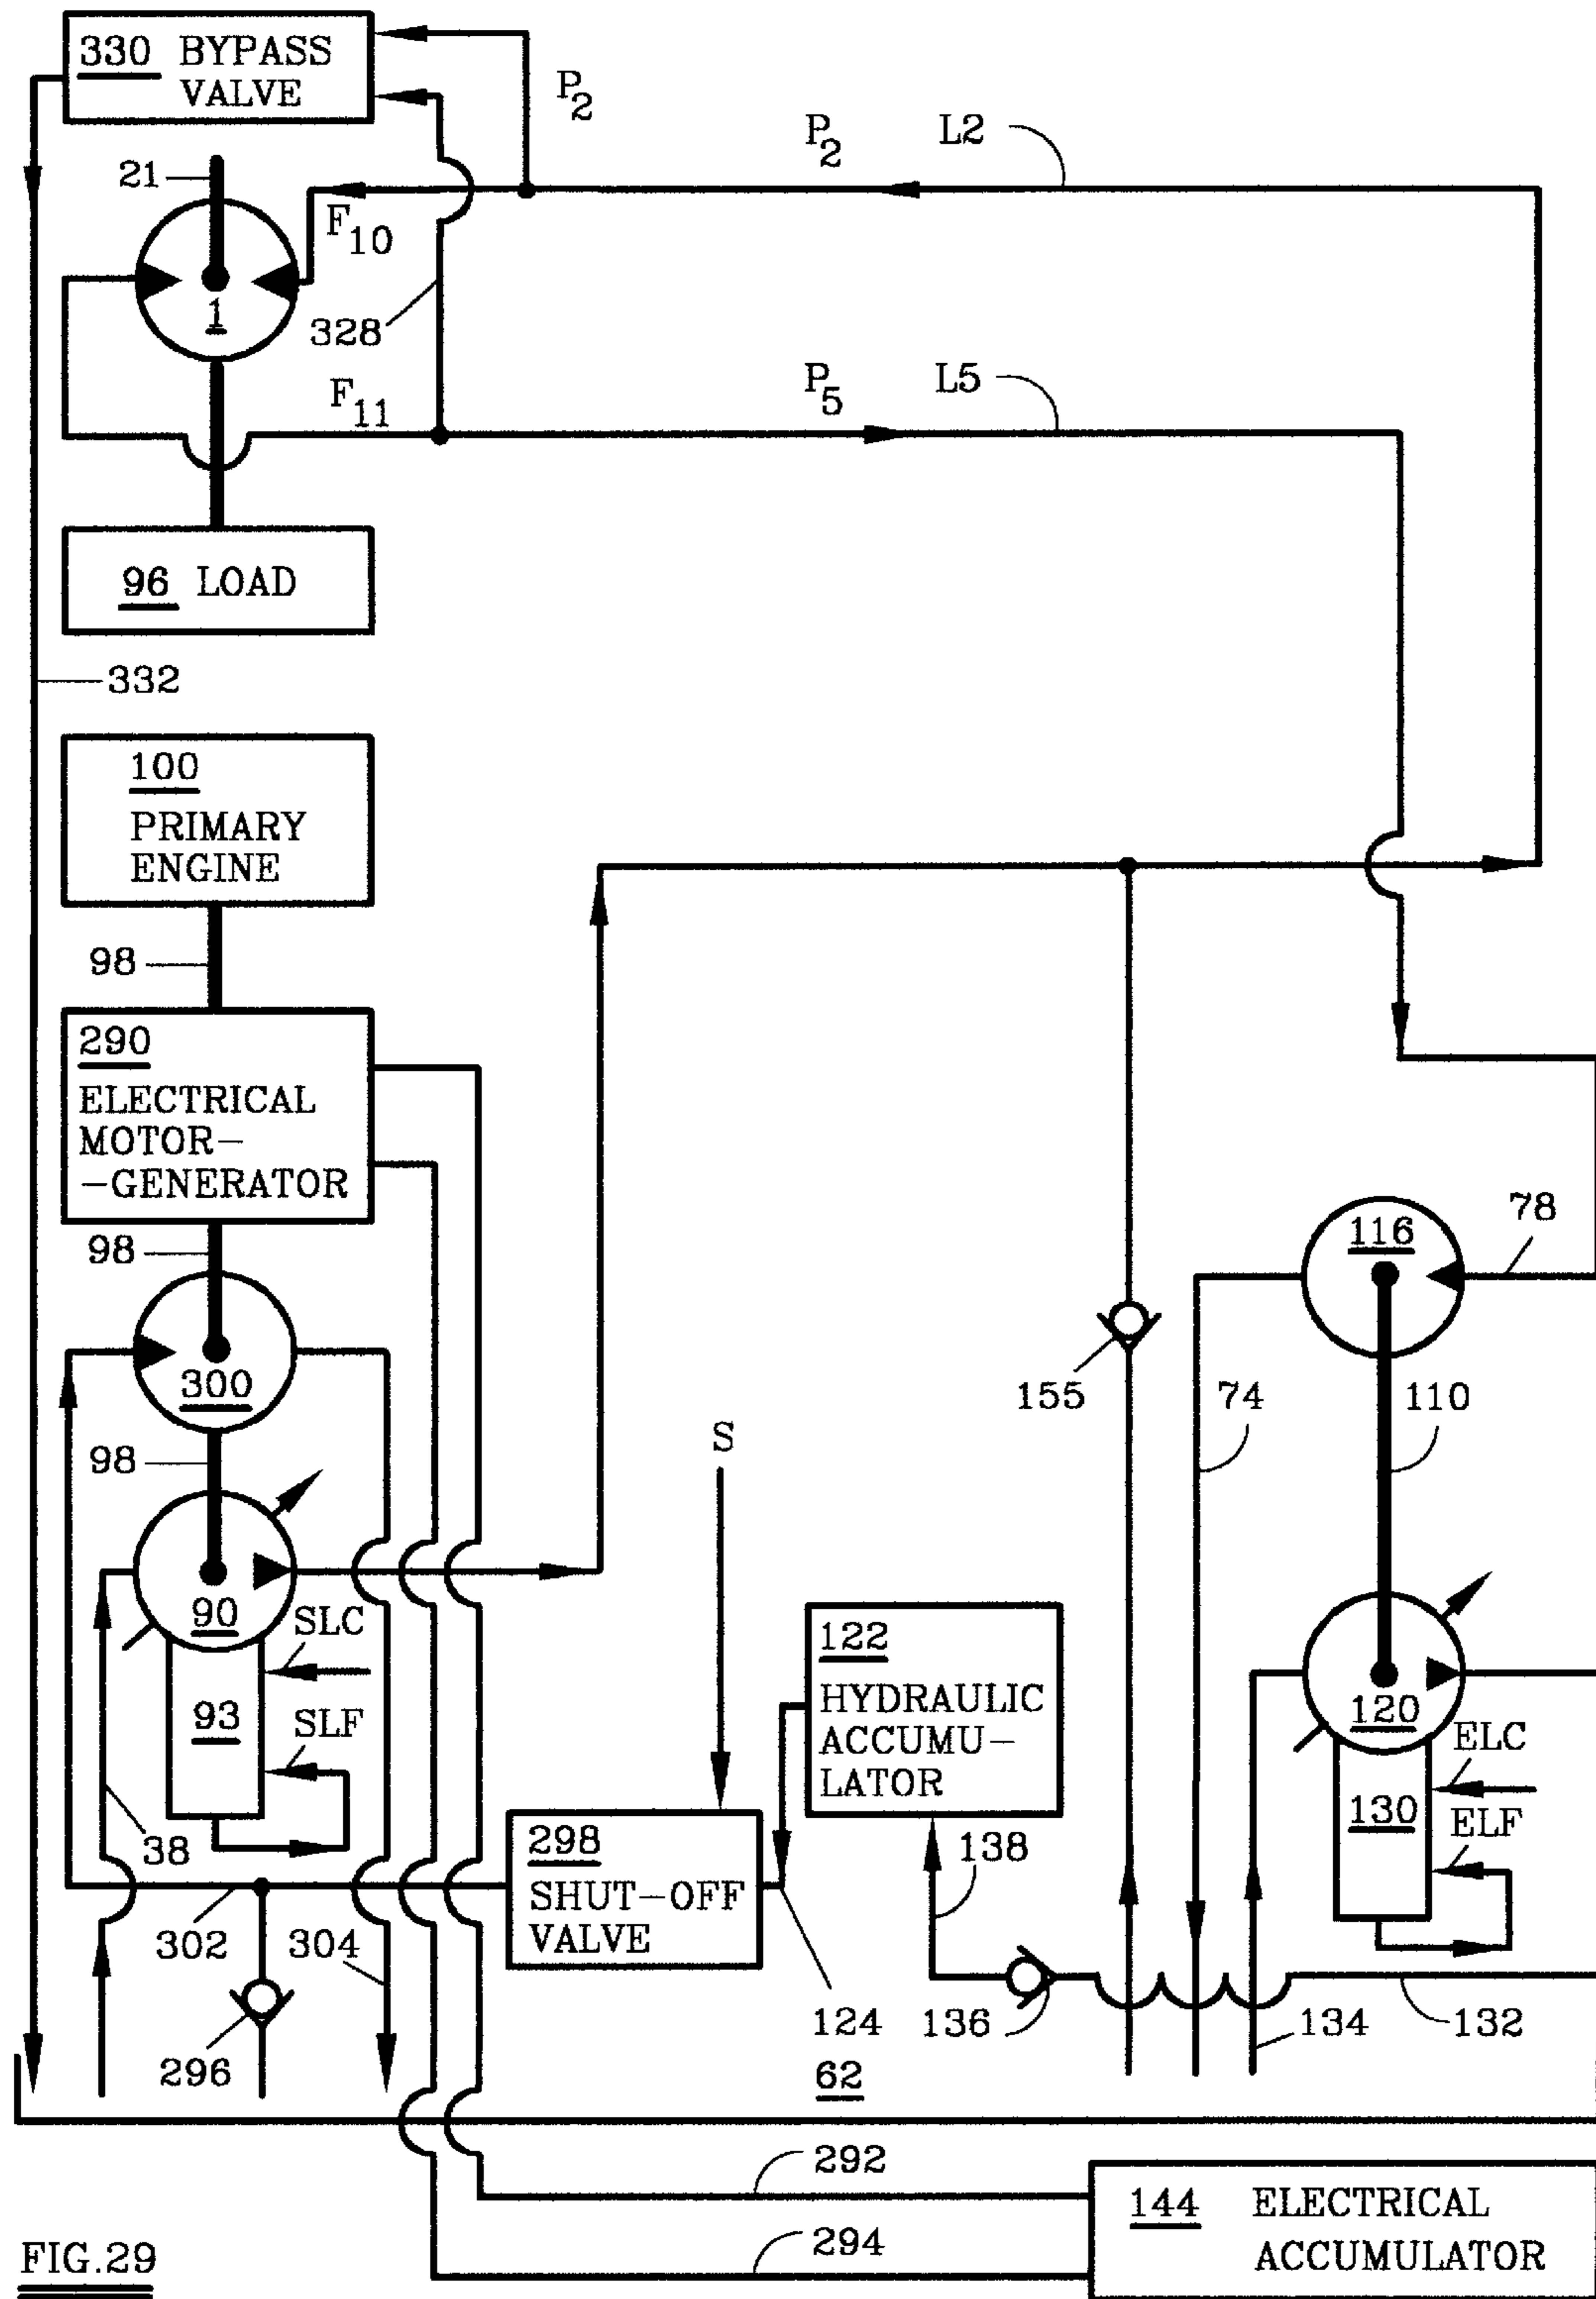 330 BYPASS
VALVE
P2
P2
L2
21
F10
1
328
F11
P5
L5
96 LOAD
332
100
PRIMARY
ENGINE
98
290
ELECTRICAL
MOTOR-
-GENERATOR
98
78
116
300
155
74
110
S
98
90
SLC
122
HYDRAULIC
ACCUMU-
LATOR
120
93
SLF
ELC
130
ELF
38
298
SHUT-OFF
VALVE
138
302
304
296
124
136
134
132
62
292
144 ELECTRICAL
ACCUMULATOR
294
FIG.29